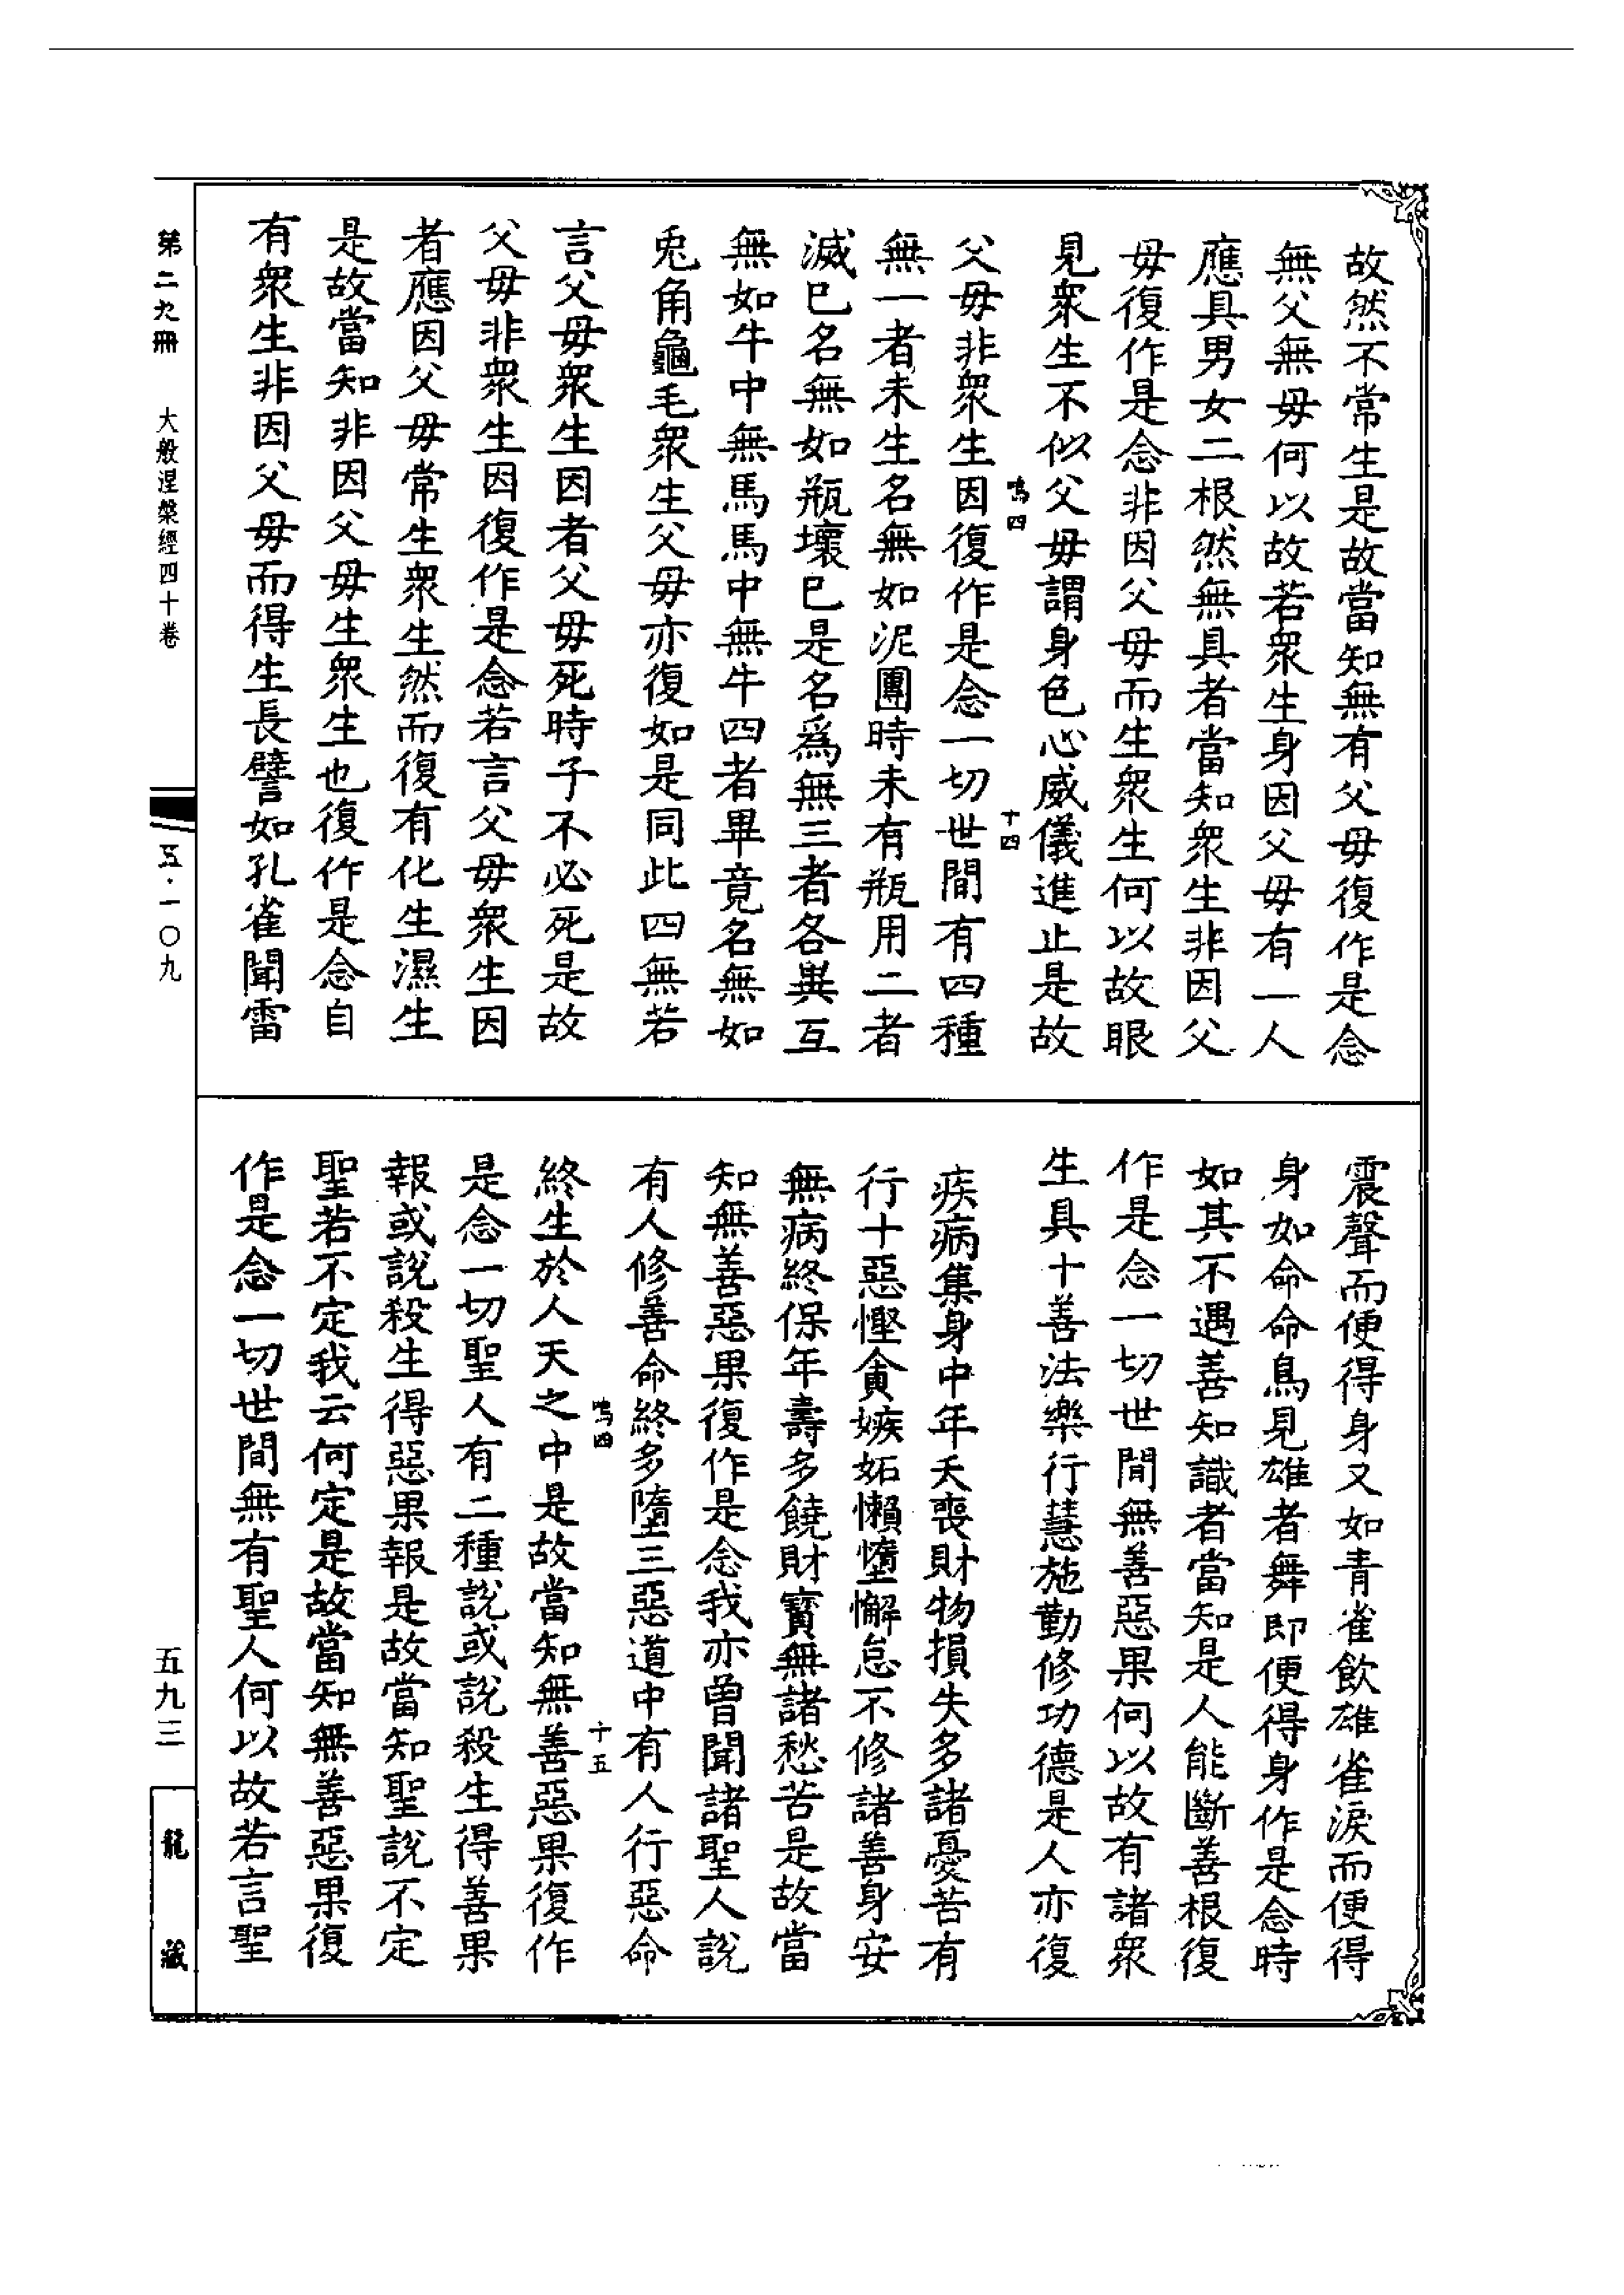 故然不常生是故當知無有父母復作是念
無父無母何以故若衆生身因父母有一人
應具男女二根然無具者當知衆生非因父
母復作是念非因父母而生衆生何以故眼
見衆生不似父母謂身色心威儀進止是故
鳴四
十四
父母非衆生因復作是念一切世間有四種
無一者未生名無如泥團時未有瓶用二者
滅已名無如瓶壞已是名爲無三者各異互
無如牛中無馬馬中無牛四者畢竟名無如
兎角龜毛衆生父母亦復如是同此四無若
言父母衆生因者父母死時子不必死是故
父母非衆生因復作是念若言父母衆生因
者應因父母常生衆生然而復有化生濕生
是故當知非因父母生衆生也復作是念自
有衆生非因父母而得生長譬如孔雀聞雷
震聲而便得身又如青雀飲雄雀淚而便得
身如命命鳥見雄者舞即便得身作是念時
如其不遇善知識者當知是人能斷善根復
作是念一切世間無善惡果何以故有諸衆
生具十善法樂行慧施勤修功德是人亦復
疾病集身中年夭喪財物損失多諸憂苦有
行十惡慳貪嫉妬懶惰懈怠不修諸善身安
無病終保年壽多饒財寳無諸愁苦是故當
知無善惡果復作是念我亦曾聞諸聖人說
有人修善命終多墮三惡道中有人行惡命
鳴四
十五
終生於人天之中是故當知無善惡果復作
是念一切聖人有二種說或說殺生得善果
報或說殺生得惡果報是故當知聖說不定
聖若不定我云何定是故當知無善惡果復
作是念一切世間無有聖人何以故若言聖
第二九冊 大般涅槃經四十卷
五·一〇九
五九三
龍藏